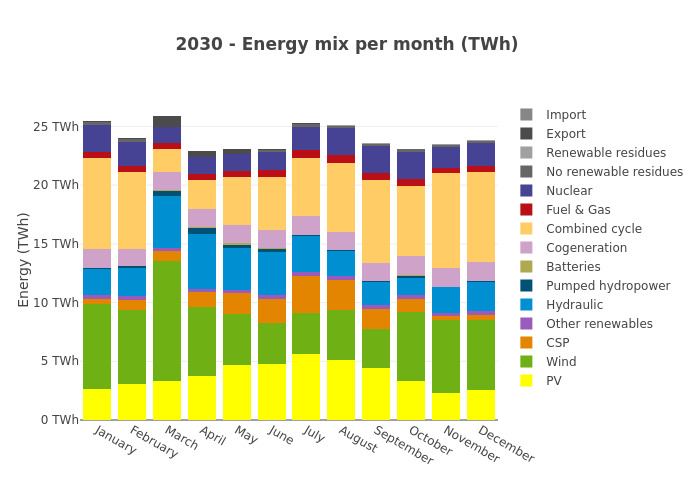 2030 - Energy mix per month (TWh)
Energy (TWh)
25 TWh
20 TWh
15 TWh
10 TWh
5 TWh
0 TWh
January
February
March
April
May
June
July
August
September
October
November
December
Import
Export
Renewable residues
No renewable residues
Nuclear
Fuel & Gas
Combined cycle
Cogeneration
Batteries
Pumped hydropower
Hydraulic
Other renewables
CSP
Wind
PV